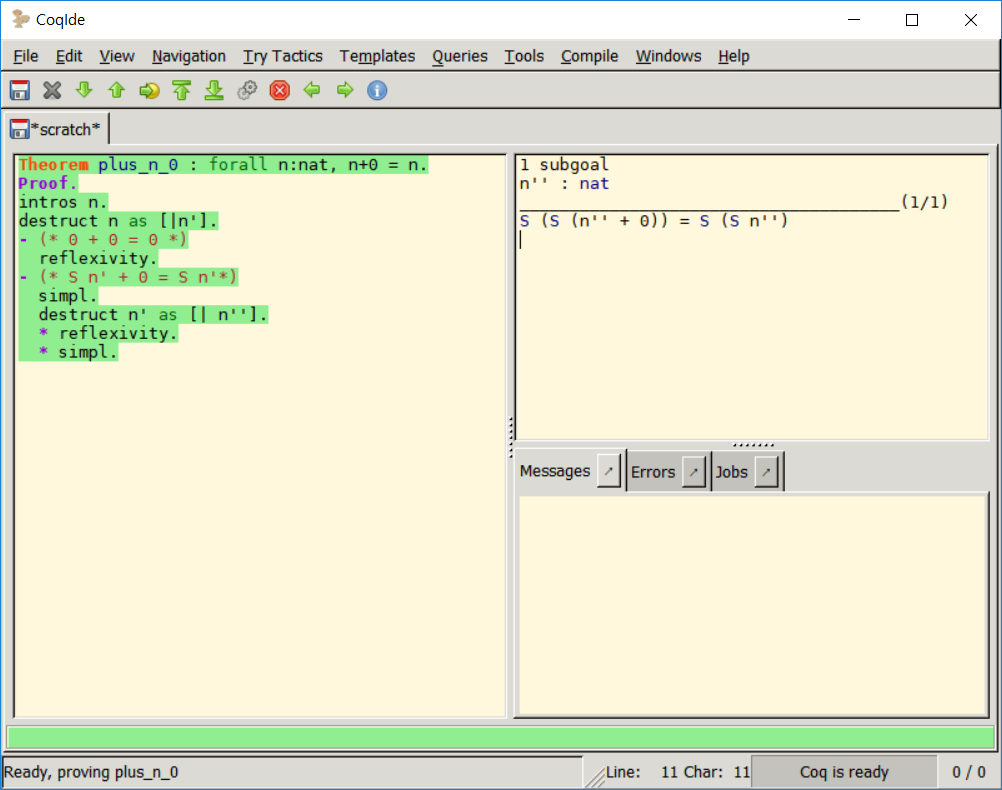 CoqIde
File Edit View Navigation Try Tactics Templates Queries Tools Compile Windows Help
*scratch*
Theorem plus_n_0 : forall n:nat, n+0 = n.
Proof.
intros n.
destruct n as [|n'].
- (* 0 + 0 = 0 *)
  reflexivity.
- (* S n' + 0 = S n'*)
  simpl.
  destruct n' as [| n''].
  * reflexivity.
  * simpl.
1 subgoal
n'' : nat
______________________________________(1/1)
S (S (n'' + 0)) = S (S n'')
Messages Errors Jobs
Ready, proving plus_n_0
Line: 11 Char: 11 Coq is ready 0 / 0